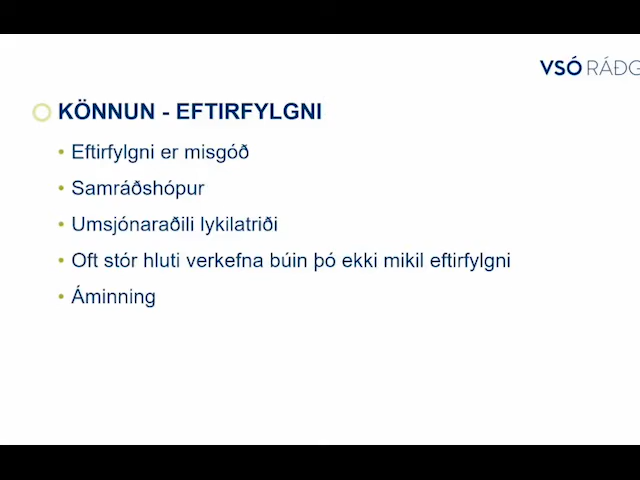 VSÓ RÁÐG
KÖNNUN - EFTIRFYLGNI
• Eftirfylgni er misgóð
• Samráðshópur
• Umsjónaraðili lykilatriði
• Oft stór hluti verkefna búin þó ekki mikil eftirfylgni
• Áminning